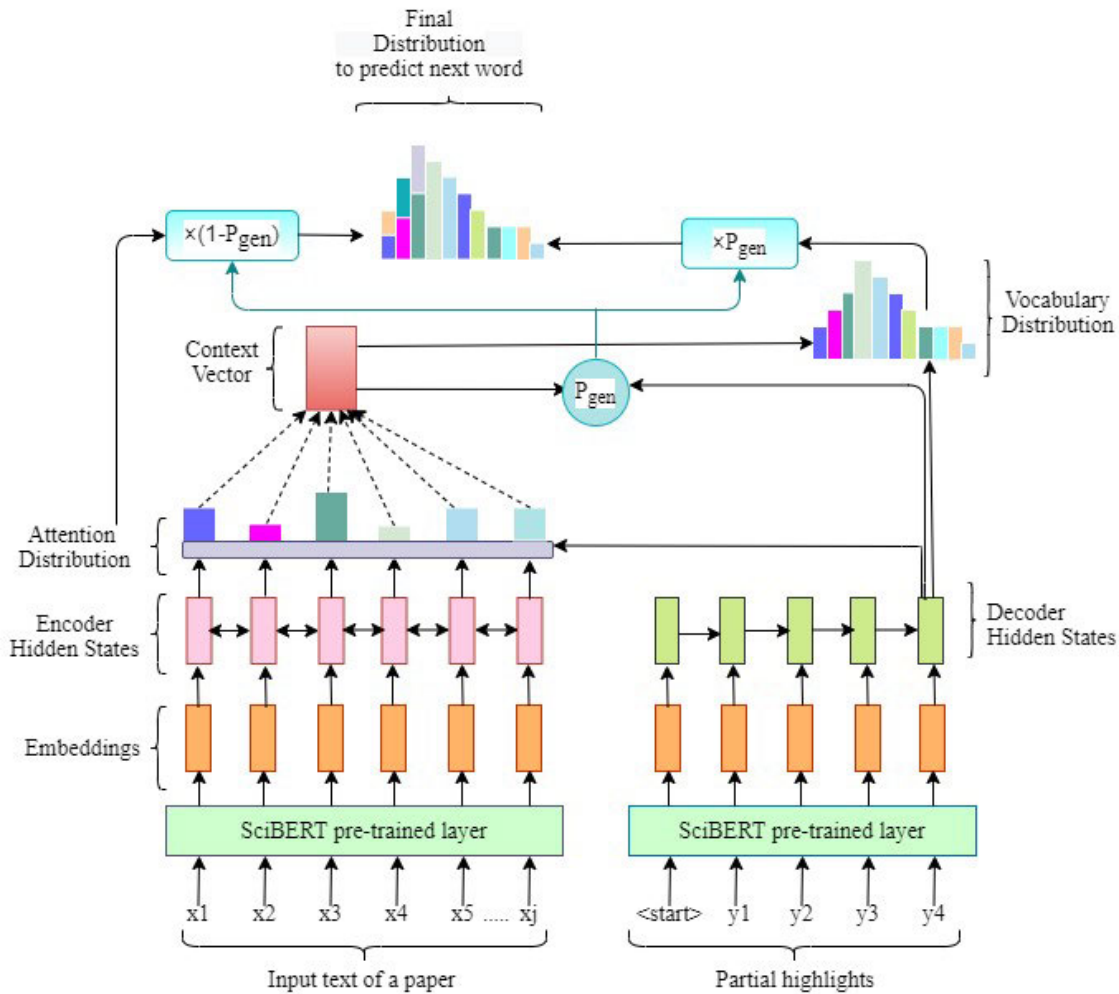 Final
Distribution
to predict next word
×(1-Pgen)
×Pgen
Vocabulary
Distribution
Context
Vector
Pgen
Attention
Distribution
Encoder
Hidden States
Decoder
Hidden States
Embeddings
SciBERT pre-trained layer
SciBERT pre-trained layer
x1 x2 x3 x4 x5 ..... xj
<start> y1 y2 y3 y4
Input text of a paper
Partial highlights